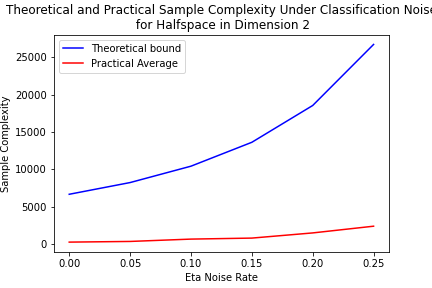 Theoretical and Practical Sample Complexity Under Classification Noise
for Halfspace in Dimension 2
Theoretical bound
Practical Average
Sample Complexity
25000
20000
15000
10000
5000
0
0.00 0.05 0.10 0.15 0.20 0.25
Eta Noise Rate